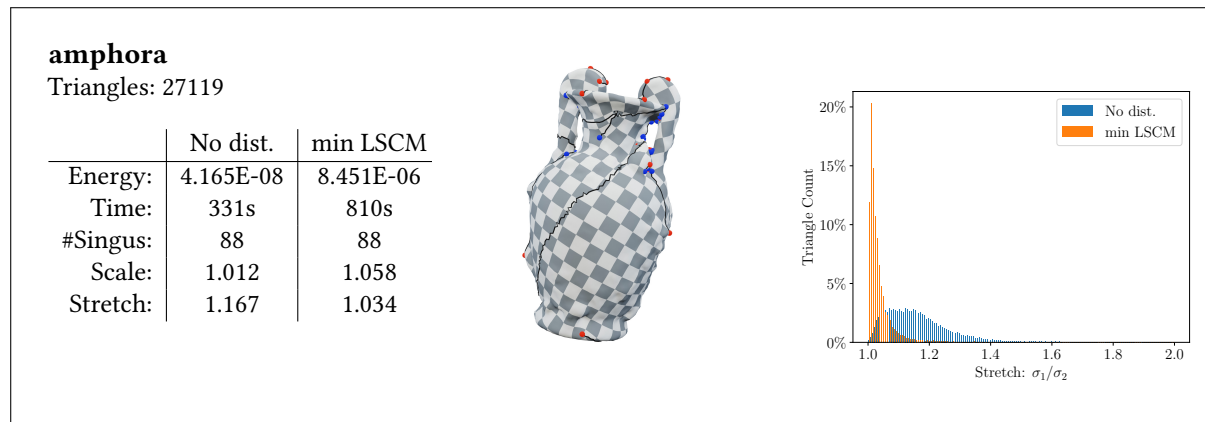 amphora
Triangles: 27119
No dist. min LSCM
Energy: 4.165E-08 8.451E-06
Time: 331s 810s
#Singus: 88 88
Scale: 1.012 1.058
Stretch: 1.167 1.034
No dist.
min LSCM
20%
15%
10%
5%
0%
Triangle Count
1.0 1.2 1.4 1.6 1.8 2.0
Stretch: σ₁/σ₂